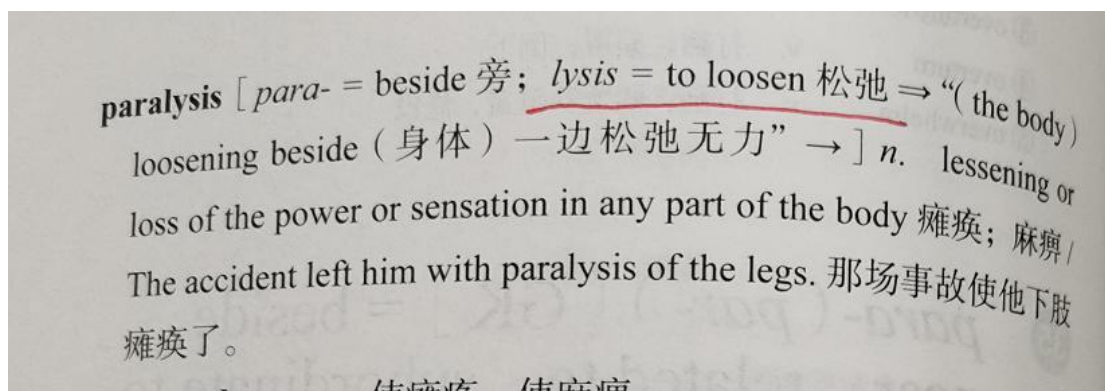 paralysis [ para- = beside 旁； lysis = to loosen 松弛 ⇒ “( the body)
loosening beside（身体）一边松弛无力” → ] n. lessening or
loss of the power or sensation in any part of the body 瘫痪；麻痹/
The accident left him with paralysis of the legs. 那场事故使他下肢
瘫痪了。